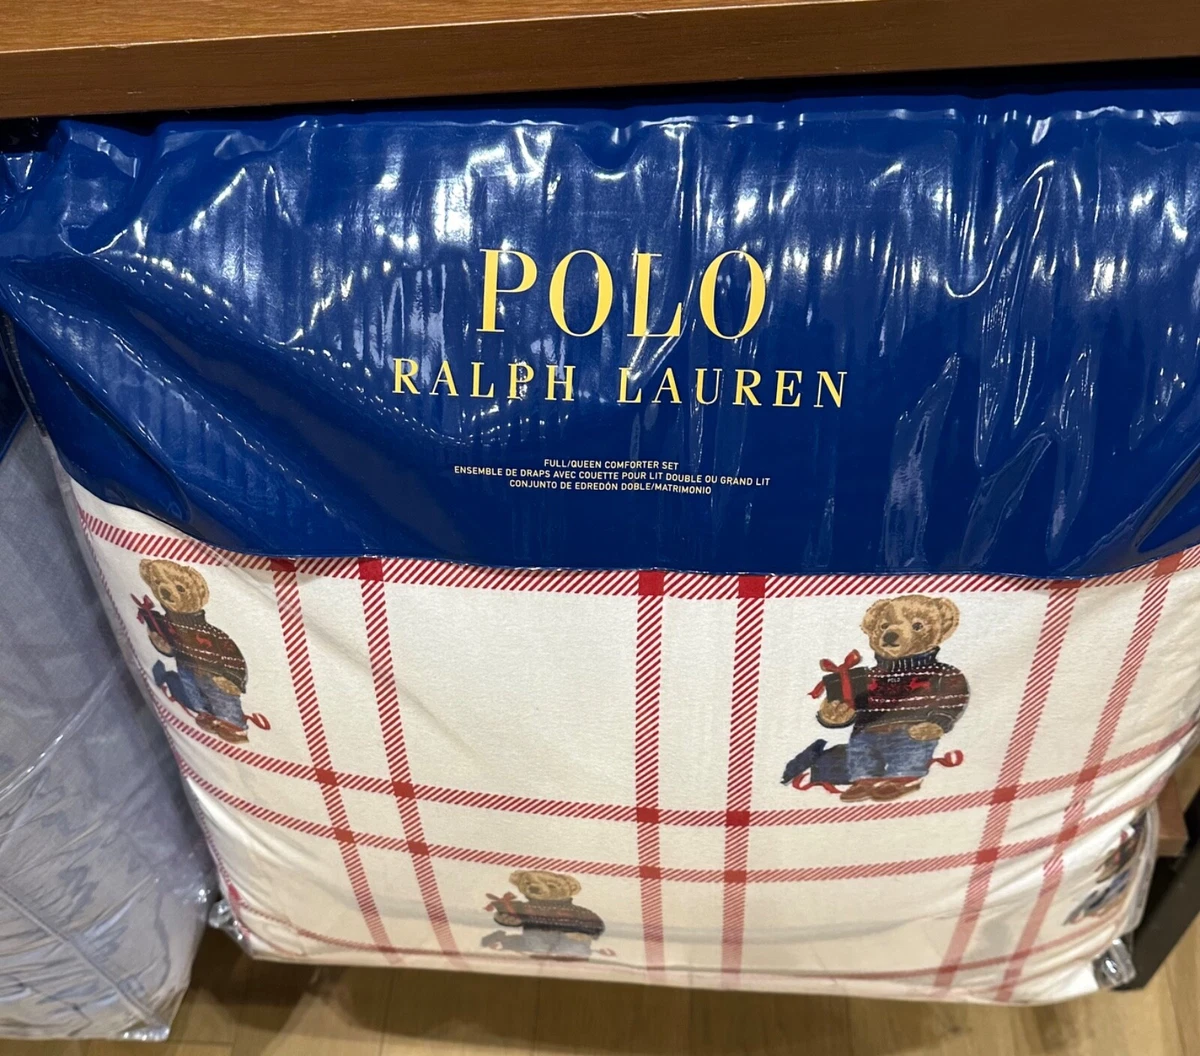 POLO
RALPH LAUREN
FULL/QUEEN COMFORTER SET
ENSEMBLE DE DRAPS AVEC COUETTE POUR LIT DOUBLE OU GRAND LIT
CONJUNTO DE EDREDÓN DOBLE/MATRIMONIO
POLO